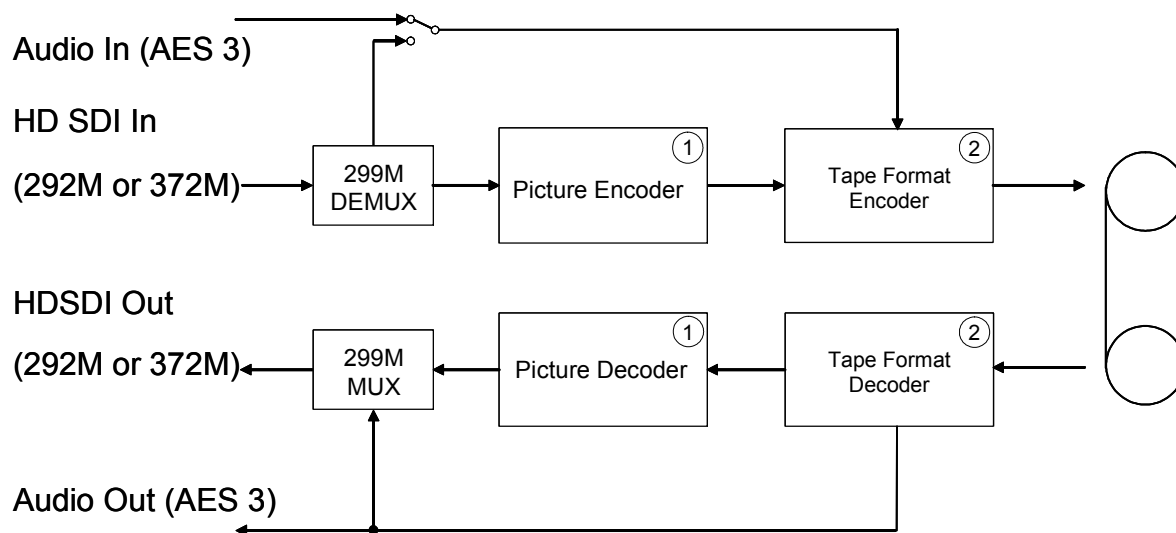 Audio In (AES 3)
HD SDI In
(292M or 372M)
299M
DEMUX
1
Picture Encoder
2
Tape Format
Encoder
HDSDI Out
(292M or 372M)
299M
MUX
1
Picture Decoder
2
Tape Format
Decoder
Audio Out (AES 3)